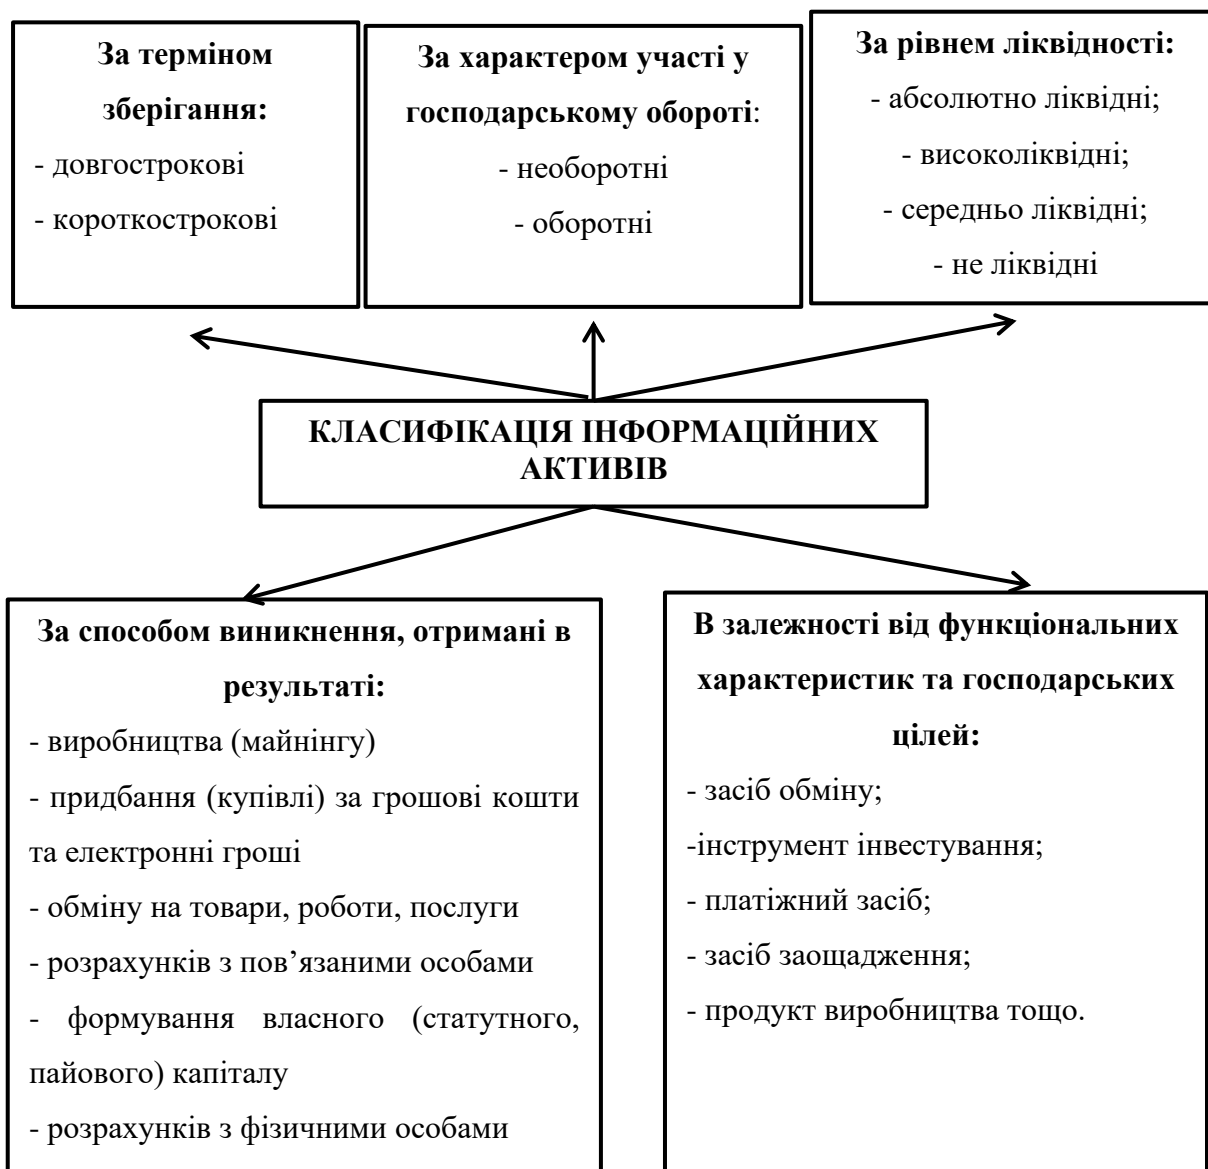 За терміном
зберігання:
- довгострокові
- короткострокові
За характером участі у
господарському обороті:
- необоротні
- оборотні
За рівнем ліквідності:
- абсолютно ліквідні;
- високоліквідні;
- середньо ліквідні;
- не ліквідні
КЛАСИФІКАЦІЯ ІНФОРМАЦІЙНИХ
АКТИВІВ
За способом виникнення, отримані в
результаті:
- виробництва (майнінгу)
- придбання (купівлі) за грошові кошти
та електронні гроші
- обміну на товари, роботи, послуги
- розрахунків з пов’язаними особами
- формування власного (статутного,
пайового) капіталу
- розрахунків з фізичними особами
В залежності від функціональних
характеристик та господарських
цілей:
- засіб обміну;
-інструмент інвестування;
- платіжний засіб;
- засіб заощадження;
- продукт виробництва тощо.